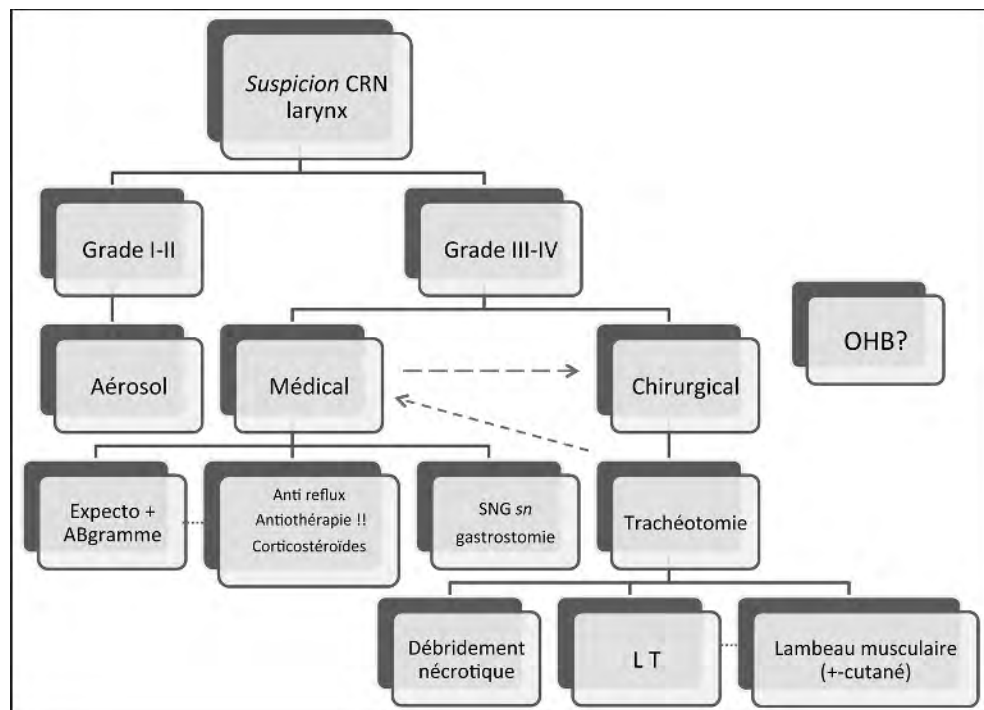 Suspicion CRN
larynx
Grade I-II
Grade III-IV
OHB?
Aérosol
Médical
Chirurgical
Expecto +
ABgramme
Anti reflux
Antiothérapie !!
Corticostéroïdes
SNG sn
gastrostomie
Trachéotomie
Débridement
nécrotique
L T
Lambeau musculaire
(+-cutané)